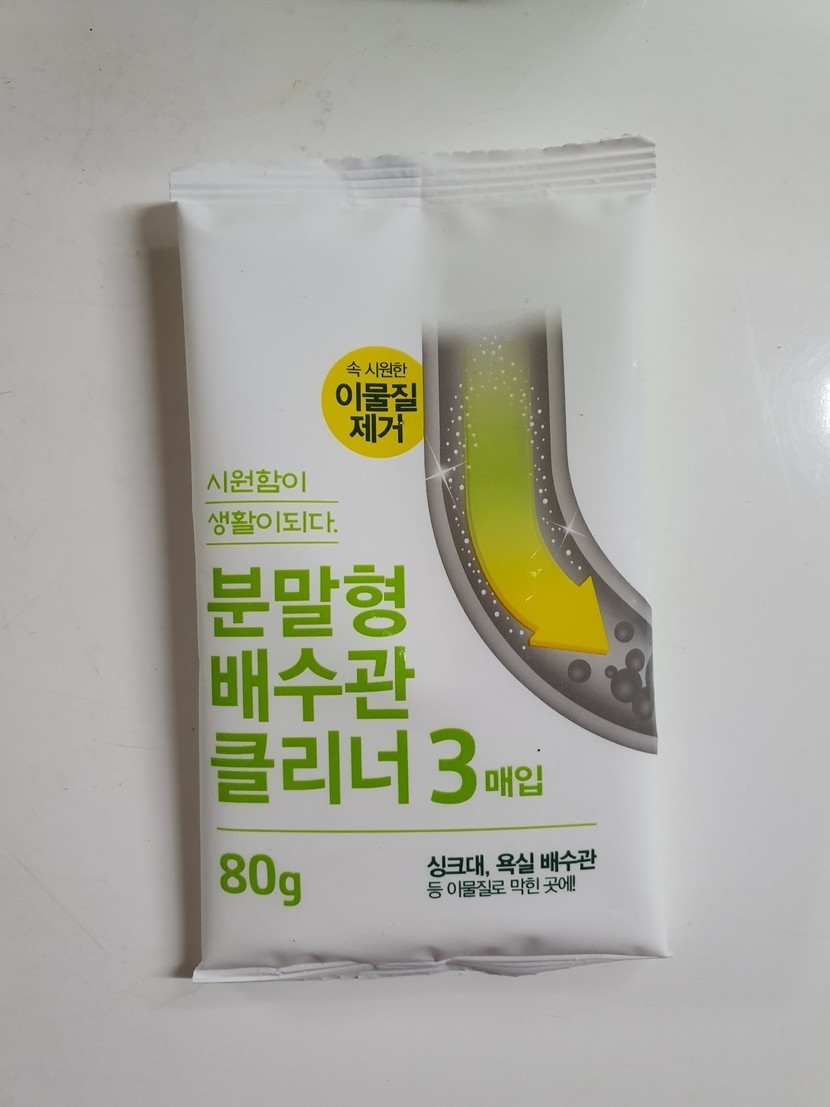 속 시원한
이물질
제거
시원함이
생활이되다.
분말형
배수관
클리너 3매입
80g
싱크대, 욕실 배수관
등 이물질로 막힌 곳에!